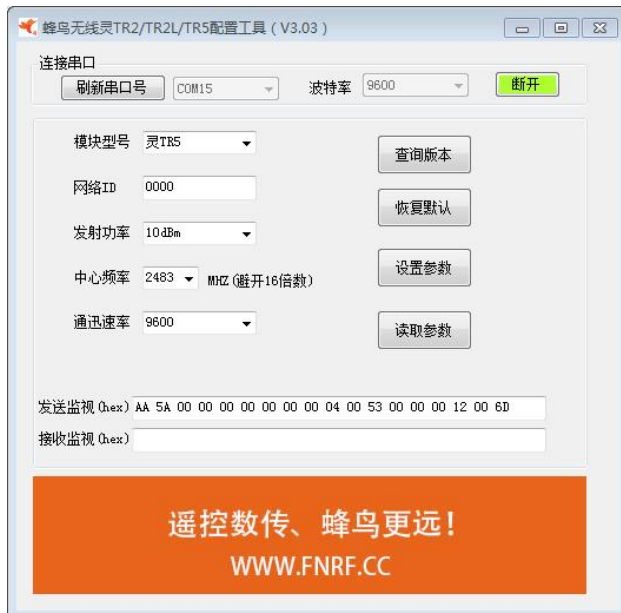 蜂鸟无线灵TR2/TR2L/TR5配置工具 ( V3.03 )
连接串口
刷新串口号 COM15 波特率 9600 断开
模块型号 灵TR5 查询版本
网络ID 0000
恢复默认
发射功率 10dBm
中心频率 2483 MHZ(避开16倍数) 设置参数
通迅速率 9600 读取参数
发送监视(hex) AA 5A 00 00 00 00 00 00 00 04 00 53 00 00 00 12 00 6D
接收监视(hex)
遥控数传、蜂鸟更远!
WWW.FNRF.CC